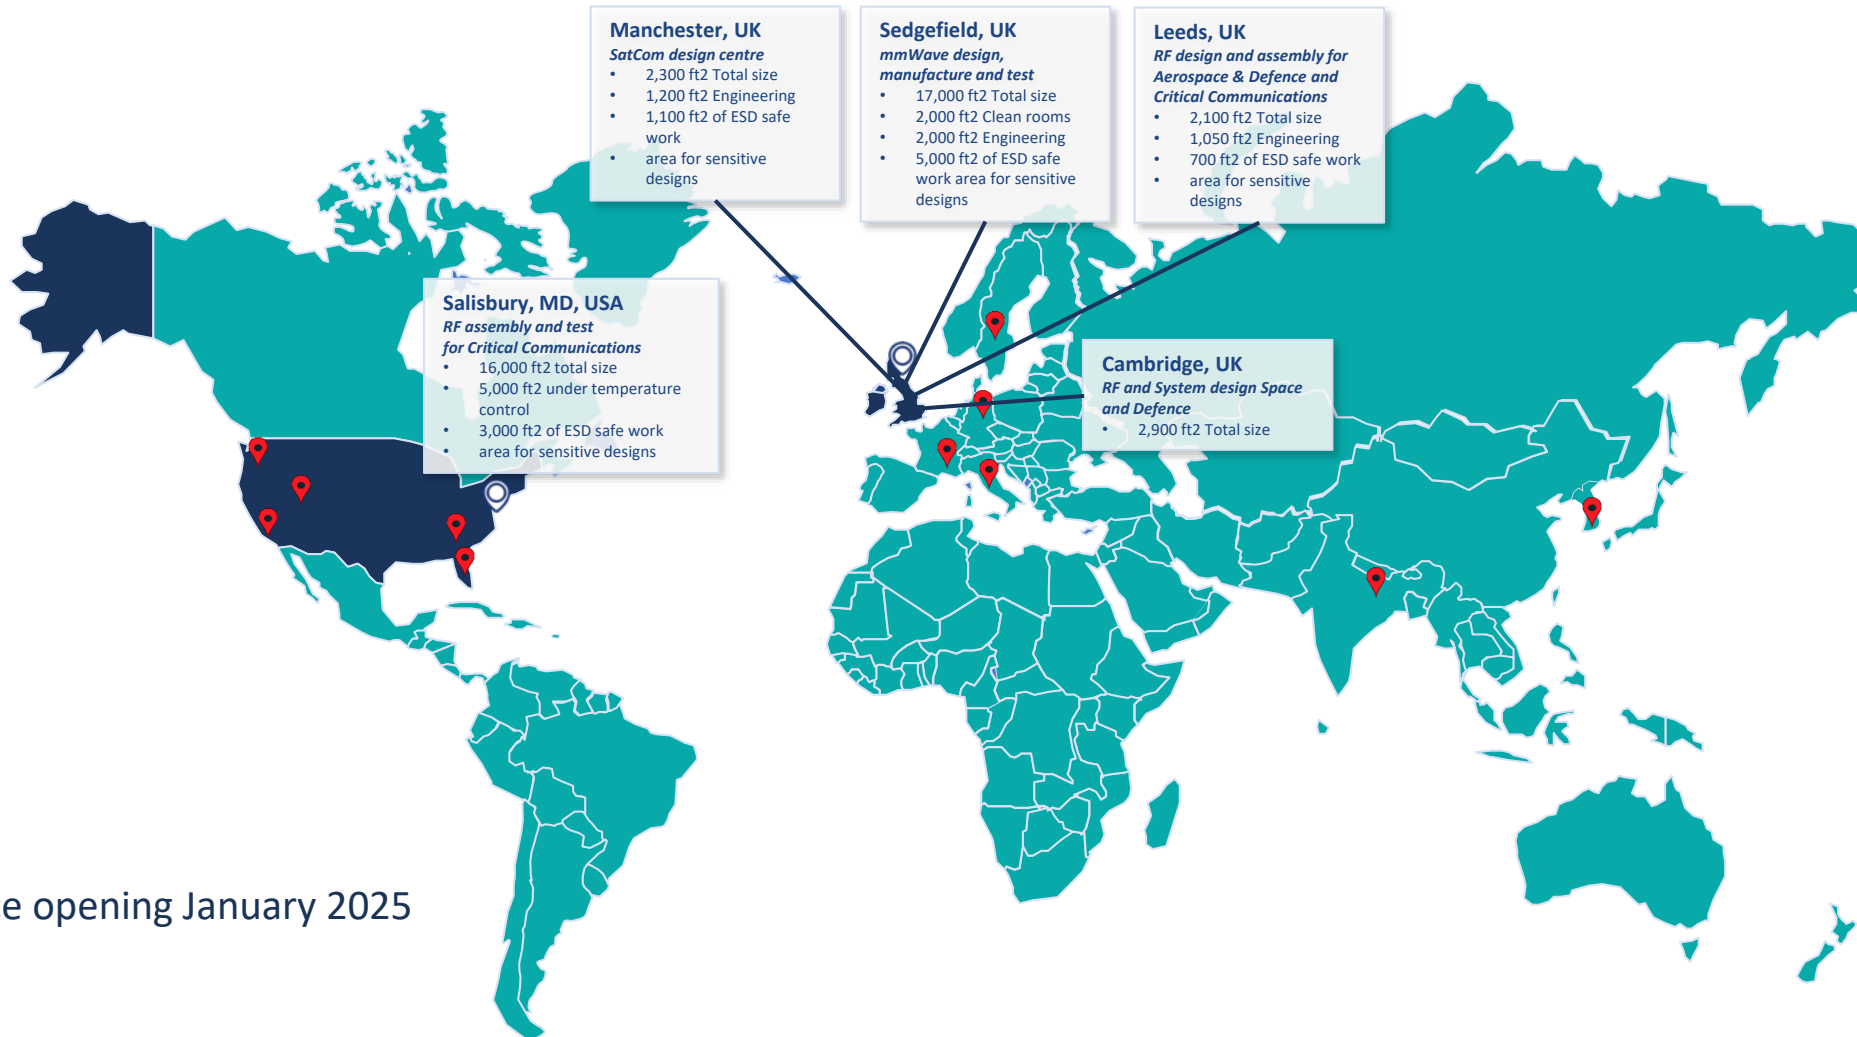 Manchester, UK
SatCom design centre
• 2,300 ft2 Total size
• 1,200 ft2 Engineering
• 1,100 ft2 of ESD safe
work
• area for sensitive
designs
Sedgefield, UK
mmWave design,
manufacture and test
• 17,000 ft2 Total size
• 2,000 ft2 Clean rooms
• 2,000 ft2 Engineering
• 5,000 ft2 of ESD safe
work area for sensitive
designs
Leeds, UK
RF design and assembly for
Aerospace & Defence and
Critical Communications
• 2,100 ft2 Total size
• 1,050 ft2 Engineering
• 700 ft2 of ESD safe work
• area for sensitive
designs
Salisbury, MD, USA
RF assembly and test
for Critical Communications
• 16,000 ft2 total size
• 5,000 ft2 under temperature
control
• 3,000 ft2 of ESD safe work
• area for sensitive designs
Cambridge, UK
RF and System design Space
and Defence
• 2,900 ft2 Total size
opening January 2025